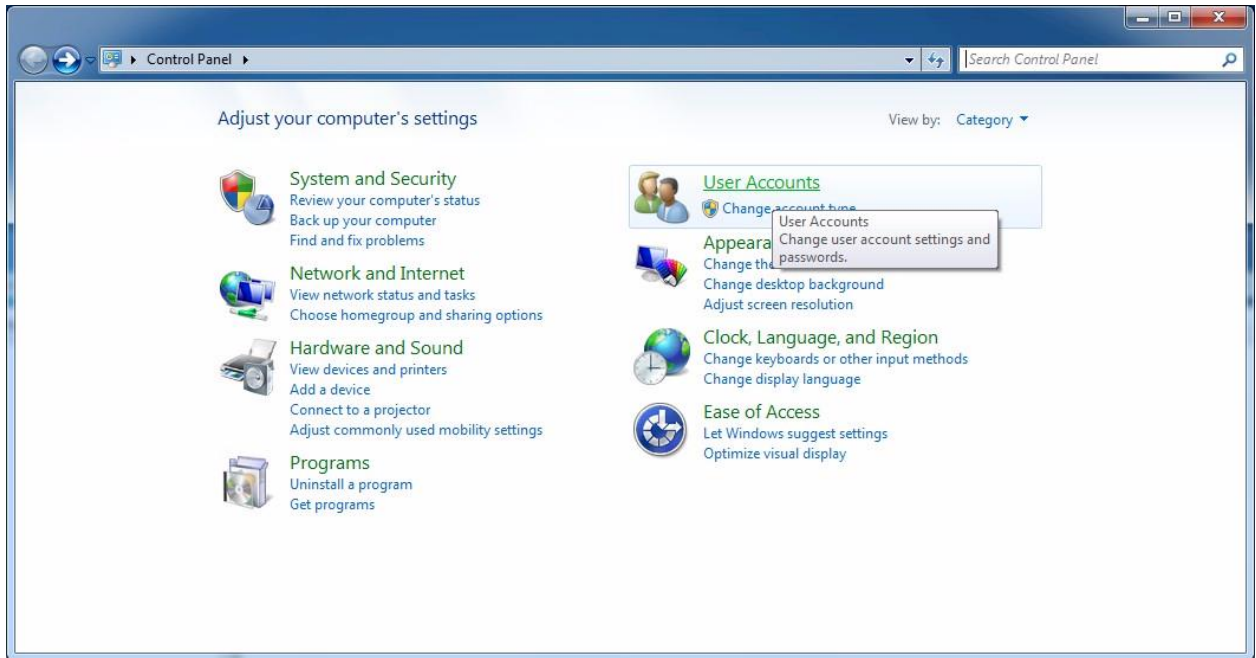 Control Panel
Search Control Panel
Adjust your computer's settings
View by: Category
System and Security
Review your computer's status
Back up your computer
Find and fix problems
Network and Internet
View network status and tasks
Choose homegroup and sharing options
Hardware and Sound
View devices and printers
Add a device
Connect to a projector
Adjust commonly used mobility settings
Programs
Uninstall a program
Get programs
User Accounts
Change account type
User Accounts
Change user account settings and
passwords.
Change
Change desktop background
Adjust screen resolution
Clock, Language, and Region
Change keyboards or other input methods
Change display language
Ease of Access
Let Windows suggest settings
Optimize visual display